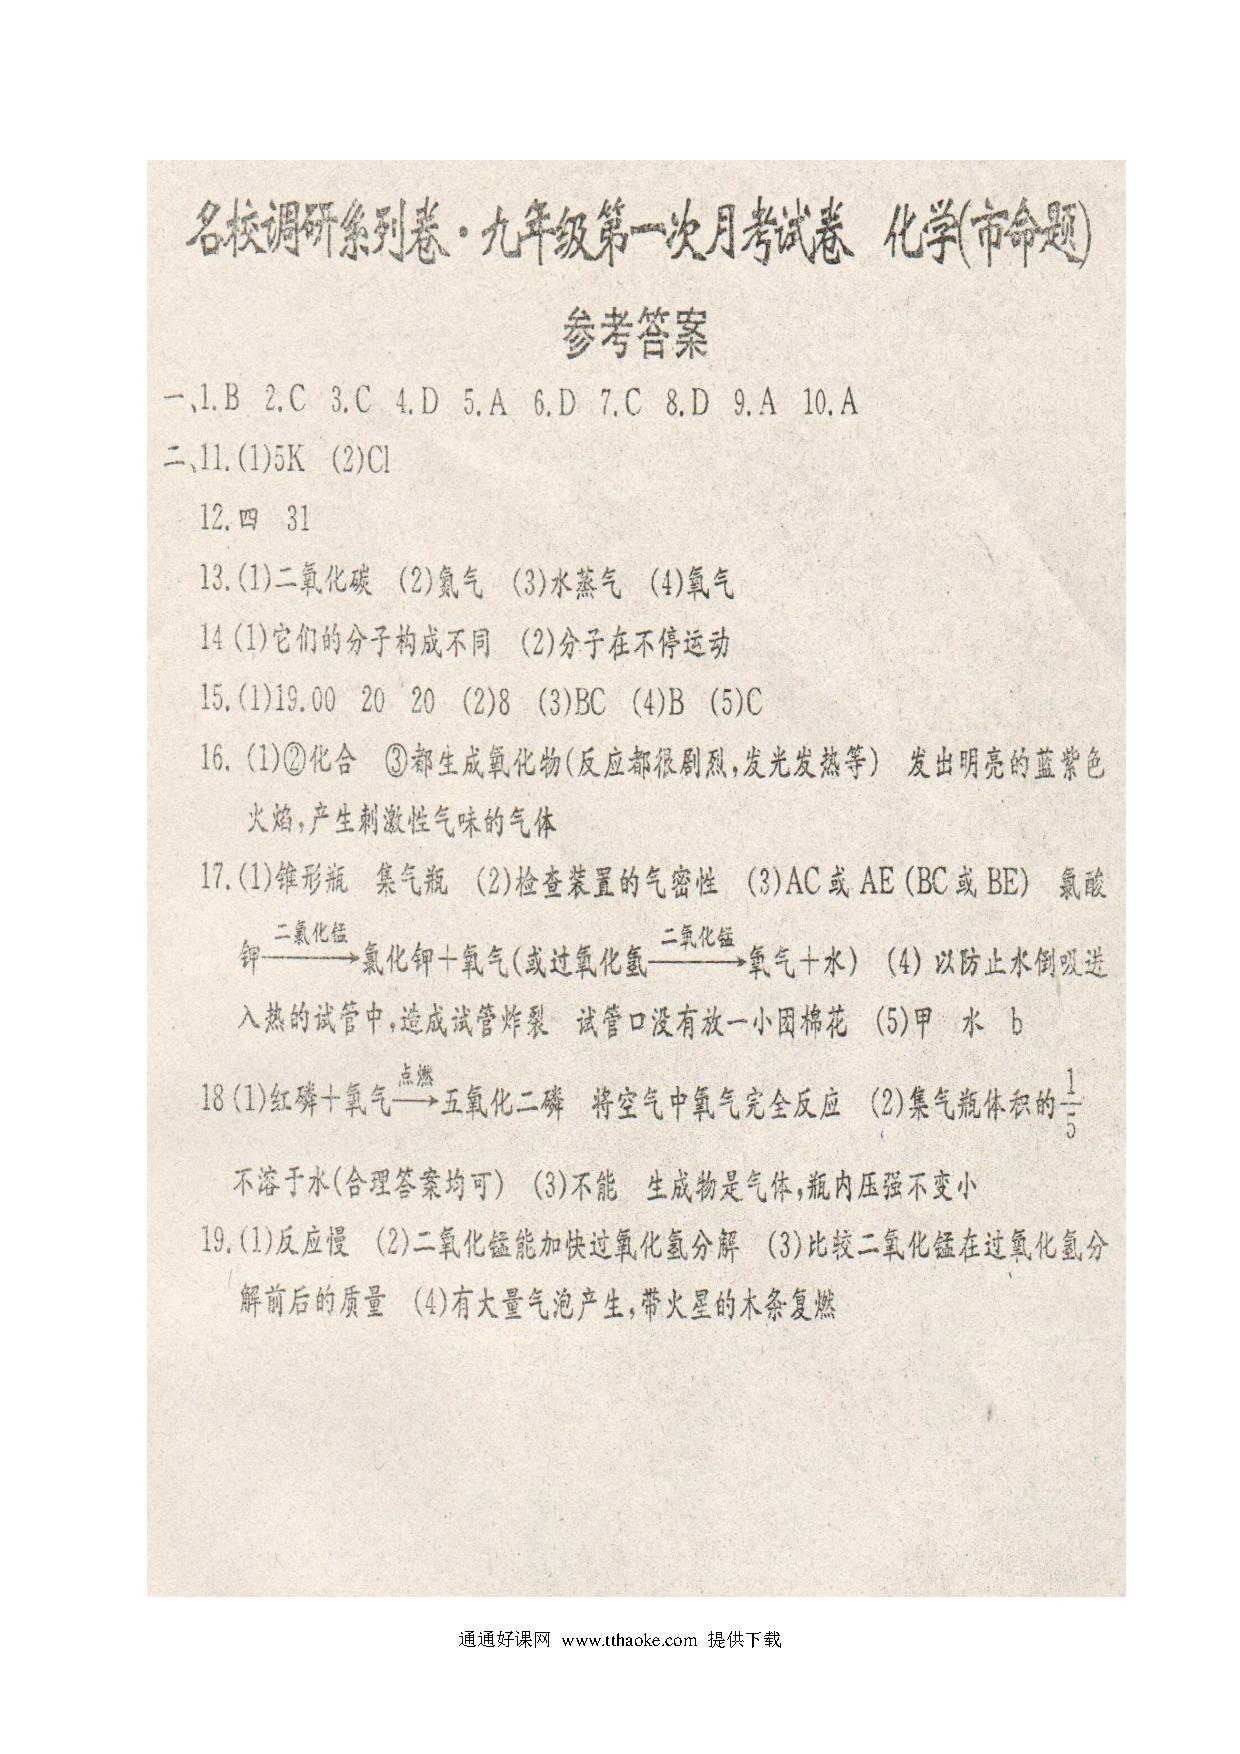 名校调研系列卷·九年级第一次月考试卷 化学(市命题)
参考答案
一、1.B 2.C 3.C 4.D 5.A 6.D 7.C 8.D 9.A 10.A
二、11.(1)5K (2)Cl
12.四 31
13.(1)二氧化碳 (2)氮气 (3)水蒸气 (4)氧气
14(1)它们的分子构成不同 (2)分子在不停运动
15.(1)19.00 20 20 (2)8 (3)BC (4)B (5)C
16.(1)②化合 ③都生成氧化物(反应都很剧烈,发光发热等) 发出明亮的蓝紫色
火焰,产生刺激性气味的气体
17.(1)锥形瓶 集气瓶 (2)检查装置的气密性 (3)AC或AE(BC或BE) 氯酸
钾 二氯化锰→ 氯化钾+氧气(或过氧化氢 二氧化锰→ 氧气+水) (4)以防止水倒吸进
入热的试管中,造成试管炸裂 试管口没有放一小团棉花 (5)甲 水 b
18(1)红磷+氧气 点燃→ 五氧化二磷 将空气中氧气完全反应 (2)集气瓶体积的1/5
不溶于水(合理答案均可) (3)不能 生成物是气体,瓶内压强不变小
19.(1)反应慢 (2)二氧化锰能加快过氧化氢分解 (3)比较二氧化锰在过氧化氢分
解前后的质量 (4)有大量气泡产生,带火星的木条复燃
通通好课网 www.tthaoke.com 提供下载